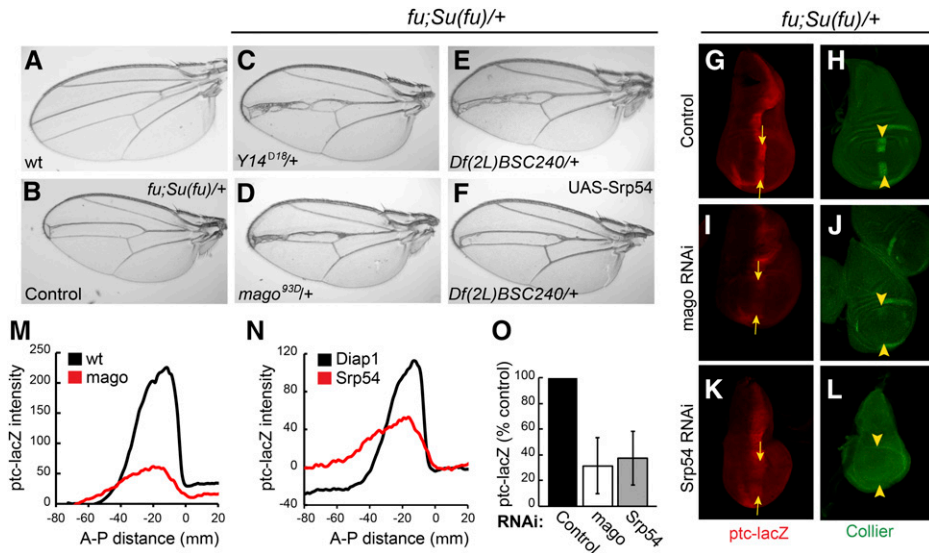 fu;Su(fu)/+
fu;Su(fu)/+
A
wt
C
Y14D18/+
E
Df(2L)BSC240/+
G
Control
H
B
fu;Su(fu)/+
Control
D
mago93D/+
F
UAS-Srp54
Df(2L)BSC240/+
I
mago RNAi
J
K
Srp54 RNAi
L
ptc-lacZ
Collier
M
wt
mago
ptc-lacZ intensity
250
200
150
100
50
0
-80 -60 -40 -20 0 20
A-P distance (mm)
N
Diap1
Srp54
ptc-lacZ intensity
120
80
40
0
-40
-80 -60 -40 -20 0 20
A-P distance (mm)
O
ptc-lacZ (% control)
100
80
60
40
20
0
RNAi:
Control
mago
Srp54